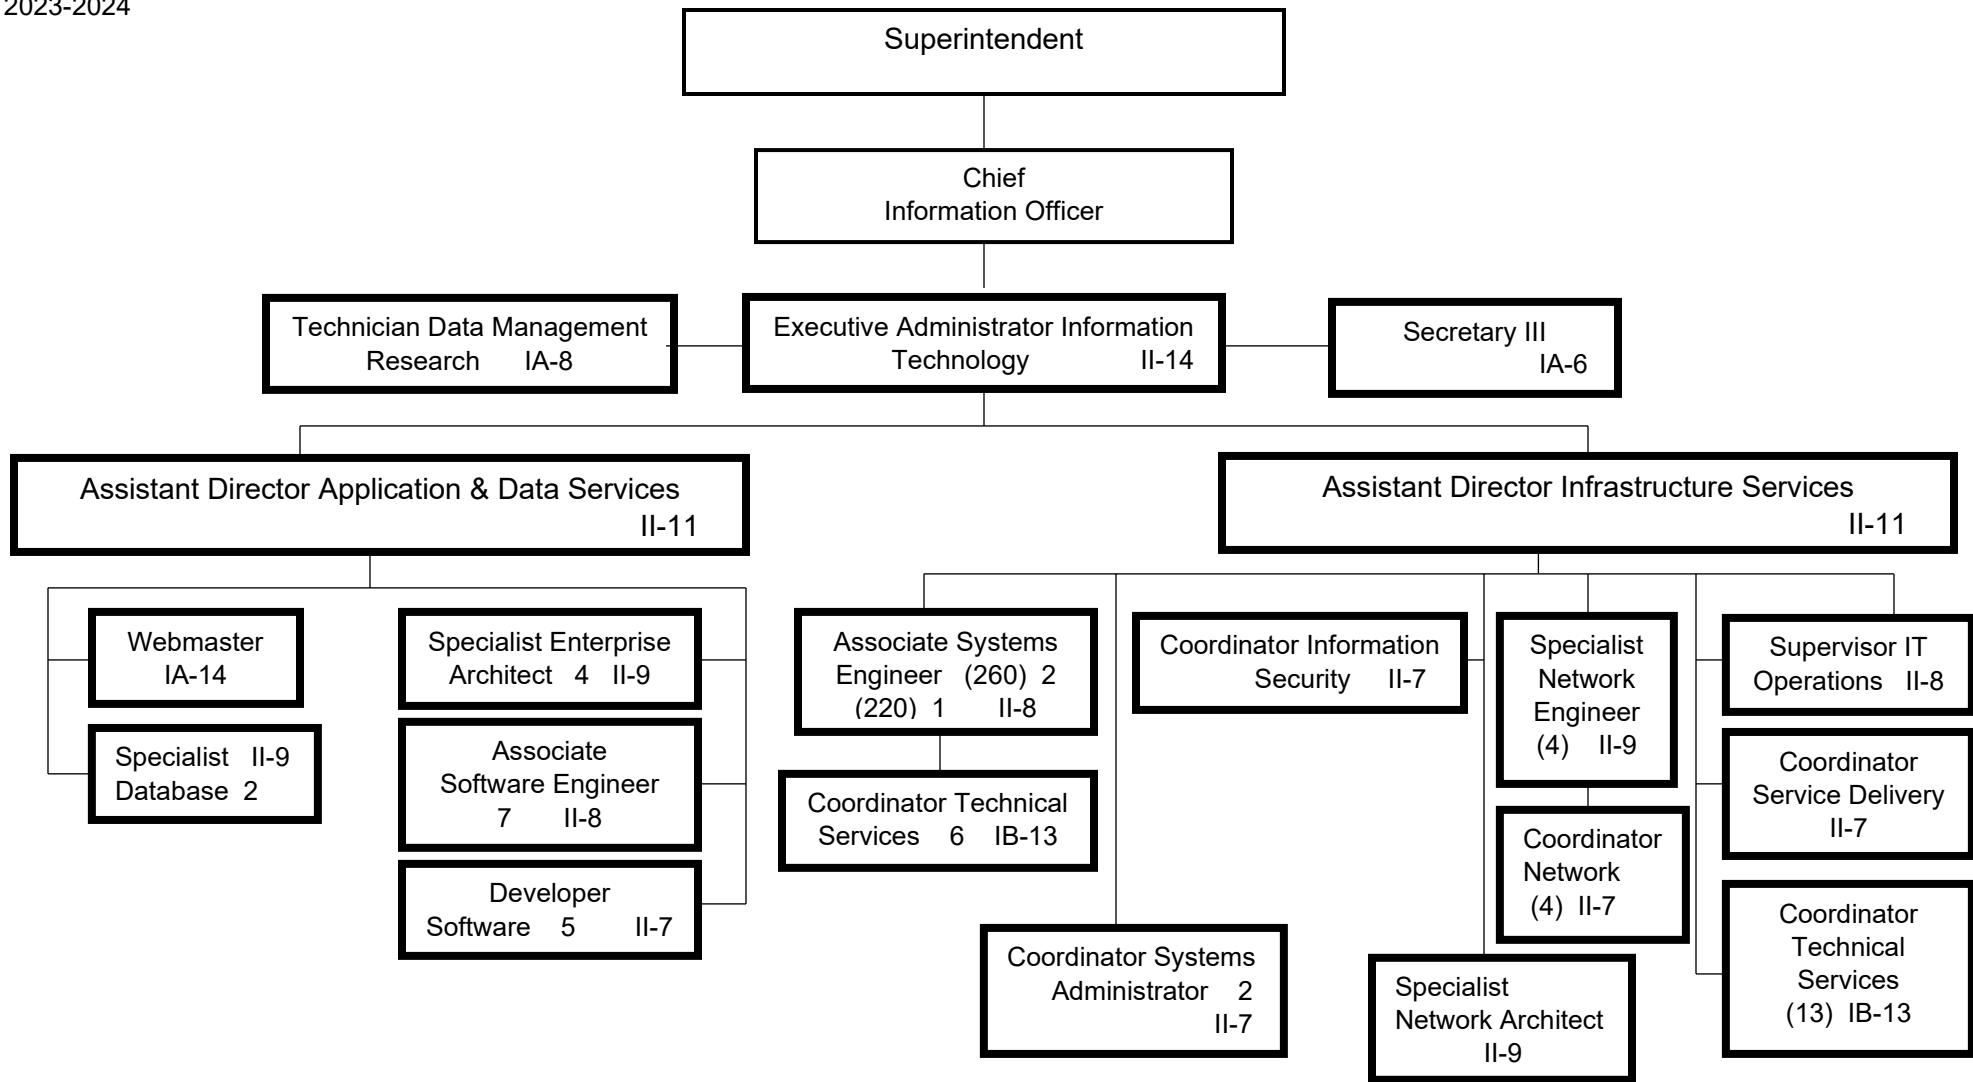 2023-2024
Superintendent
Chief
Information Officer
Technician Data Management
Research IA-8
Executive Administrator Information
Technology II-14
Secretary III
IA-6
Assistant Director Application & Data Services
II-11
Assistant Director Infrastructure Services
II-11
Webmaster
IA-14
Specialist II-9
Database 2
Specialist Enterprise
Architect 4 II-9
Associate
Software Engineer
7 II-8
Developer
Software 5 II-7
Associate Systems
Engineer (260) 2
(220) 1 II-8
Coordinator Technical
Services 6 IB-13
Coordinator Systems
Administrator 2
II-7
Coordinator Information
Security II-7
Specialist
Network Architect
II-9
Specialist
Network
Engineer
(4) II-9
Coordinator
Network
(4) II-7
Supervisor IT
Operations II-8
Coordinator
Service Delivery
II-7
Coordinator
Technical
Services
(13) IB-13